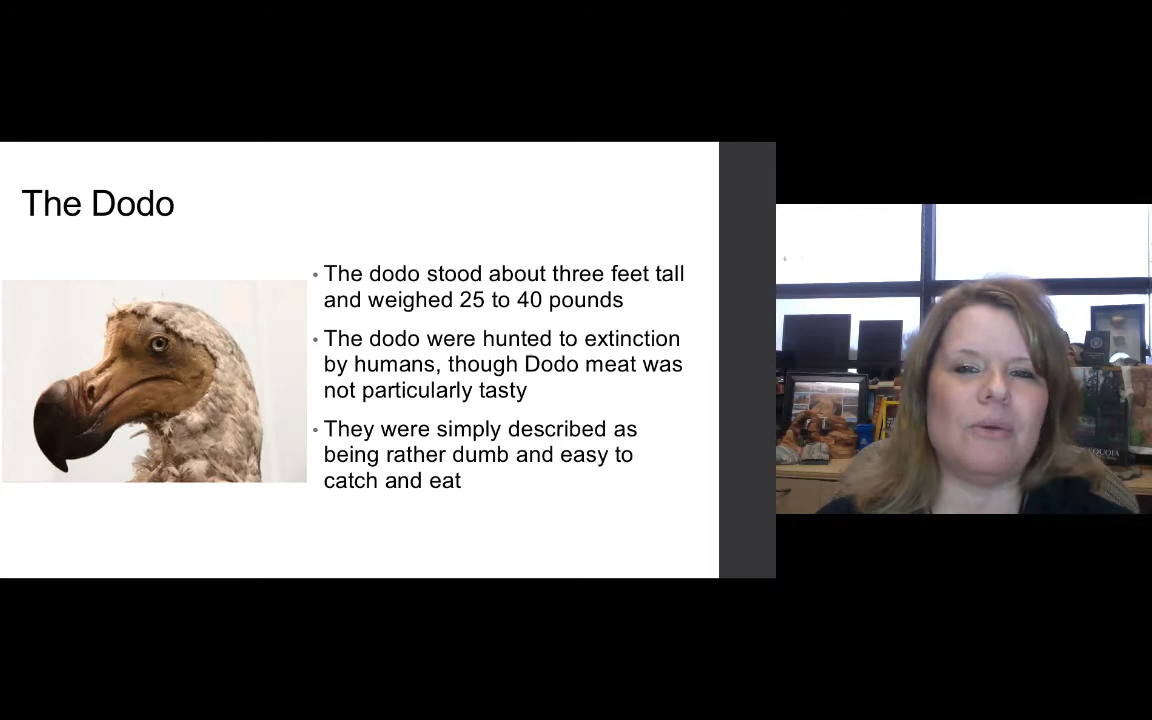 The Dodo
• The dodo stood about three feet tall
and weighed 25 to 40 pounds
• The dodo were hunted to extinction
by humans, though Dodo meat was
not particularly tasty
• They were simply described as
being rather dumb and easy to
catch and eat